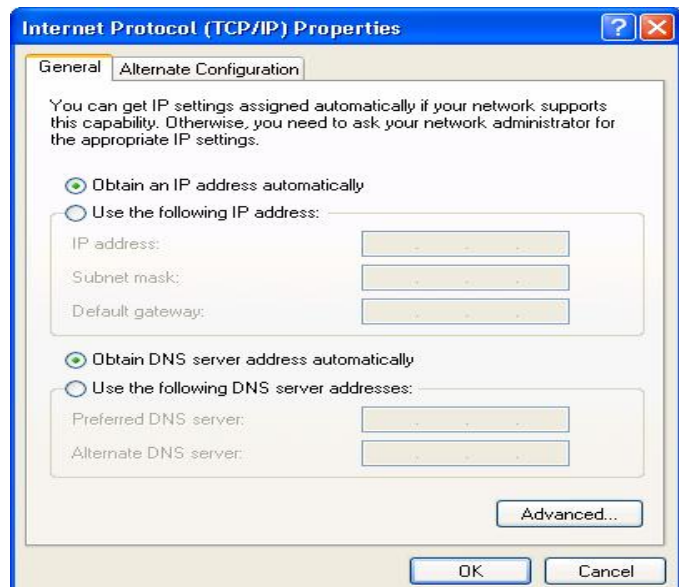 Internet Protocol (TCP/IP) Properties
General
Alternate Configuration
You can get IP settings assigned automatically if your network supports
this capability. Otherwise, you need to ask your network administrator for
the appropriate IP settings.
Obtain an IP address automatically
Use the following IP address:
IP address:
Subnet mask:
Default gateway:
Obtain DNS server address automatically
Use the following DNS server addresses:
Preferred DNS server:
Alternate DNS server:
Advanced...
OK
Cancel